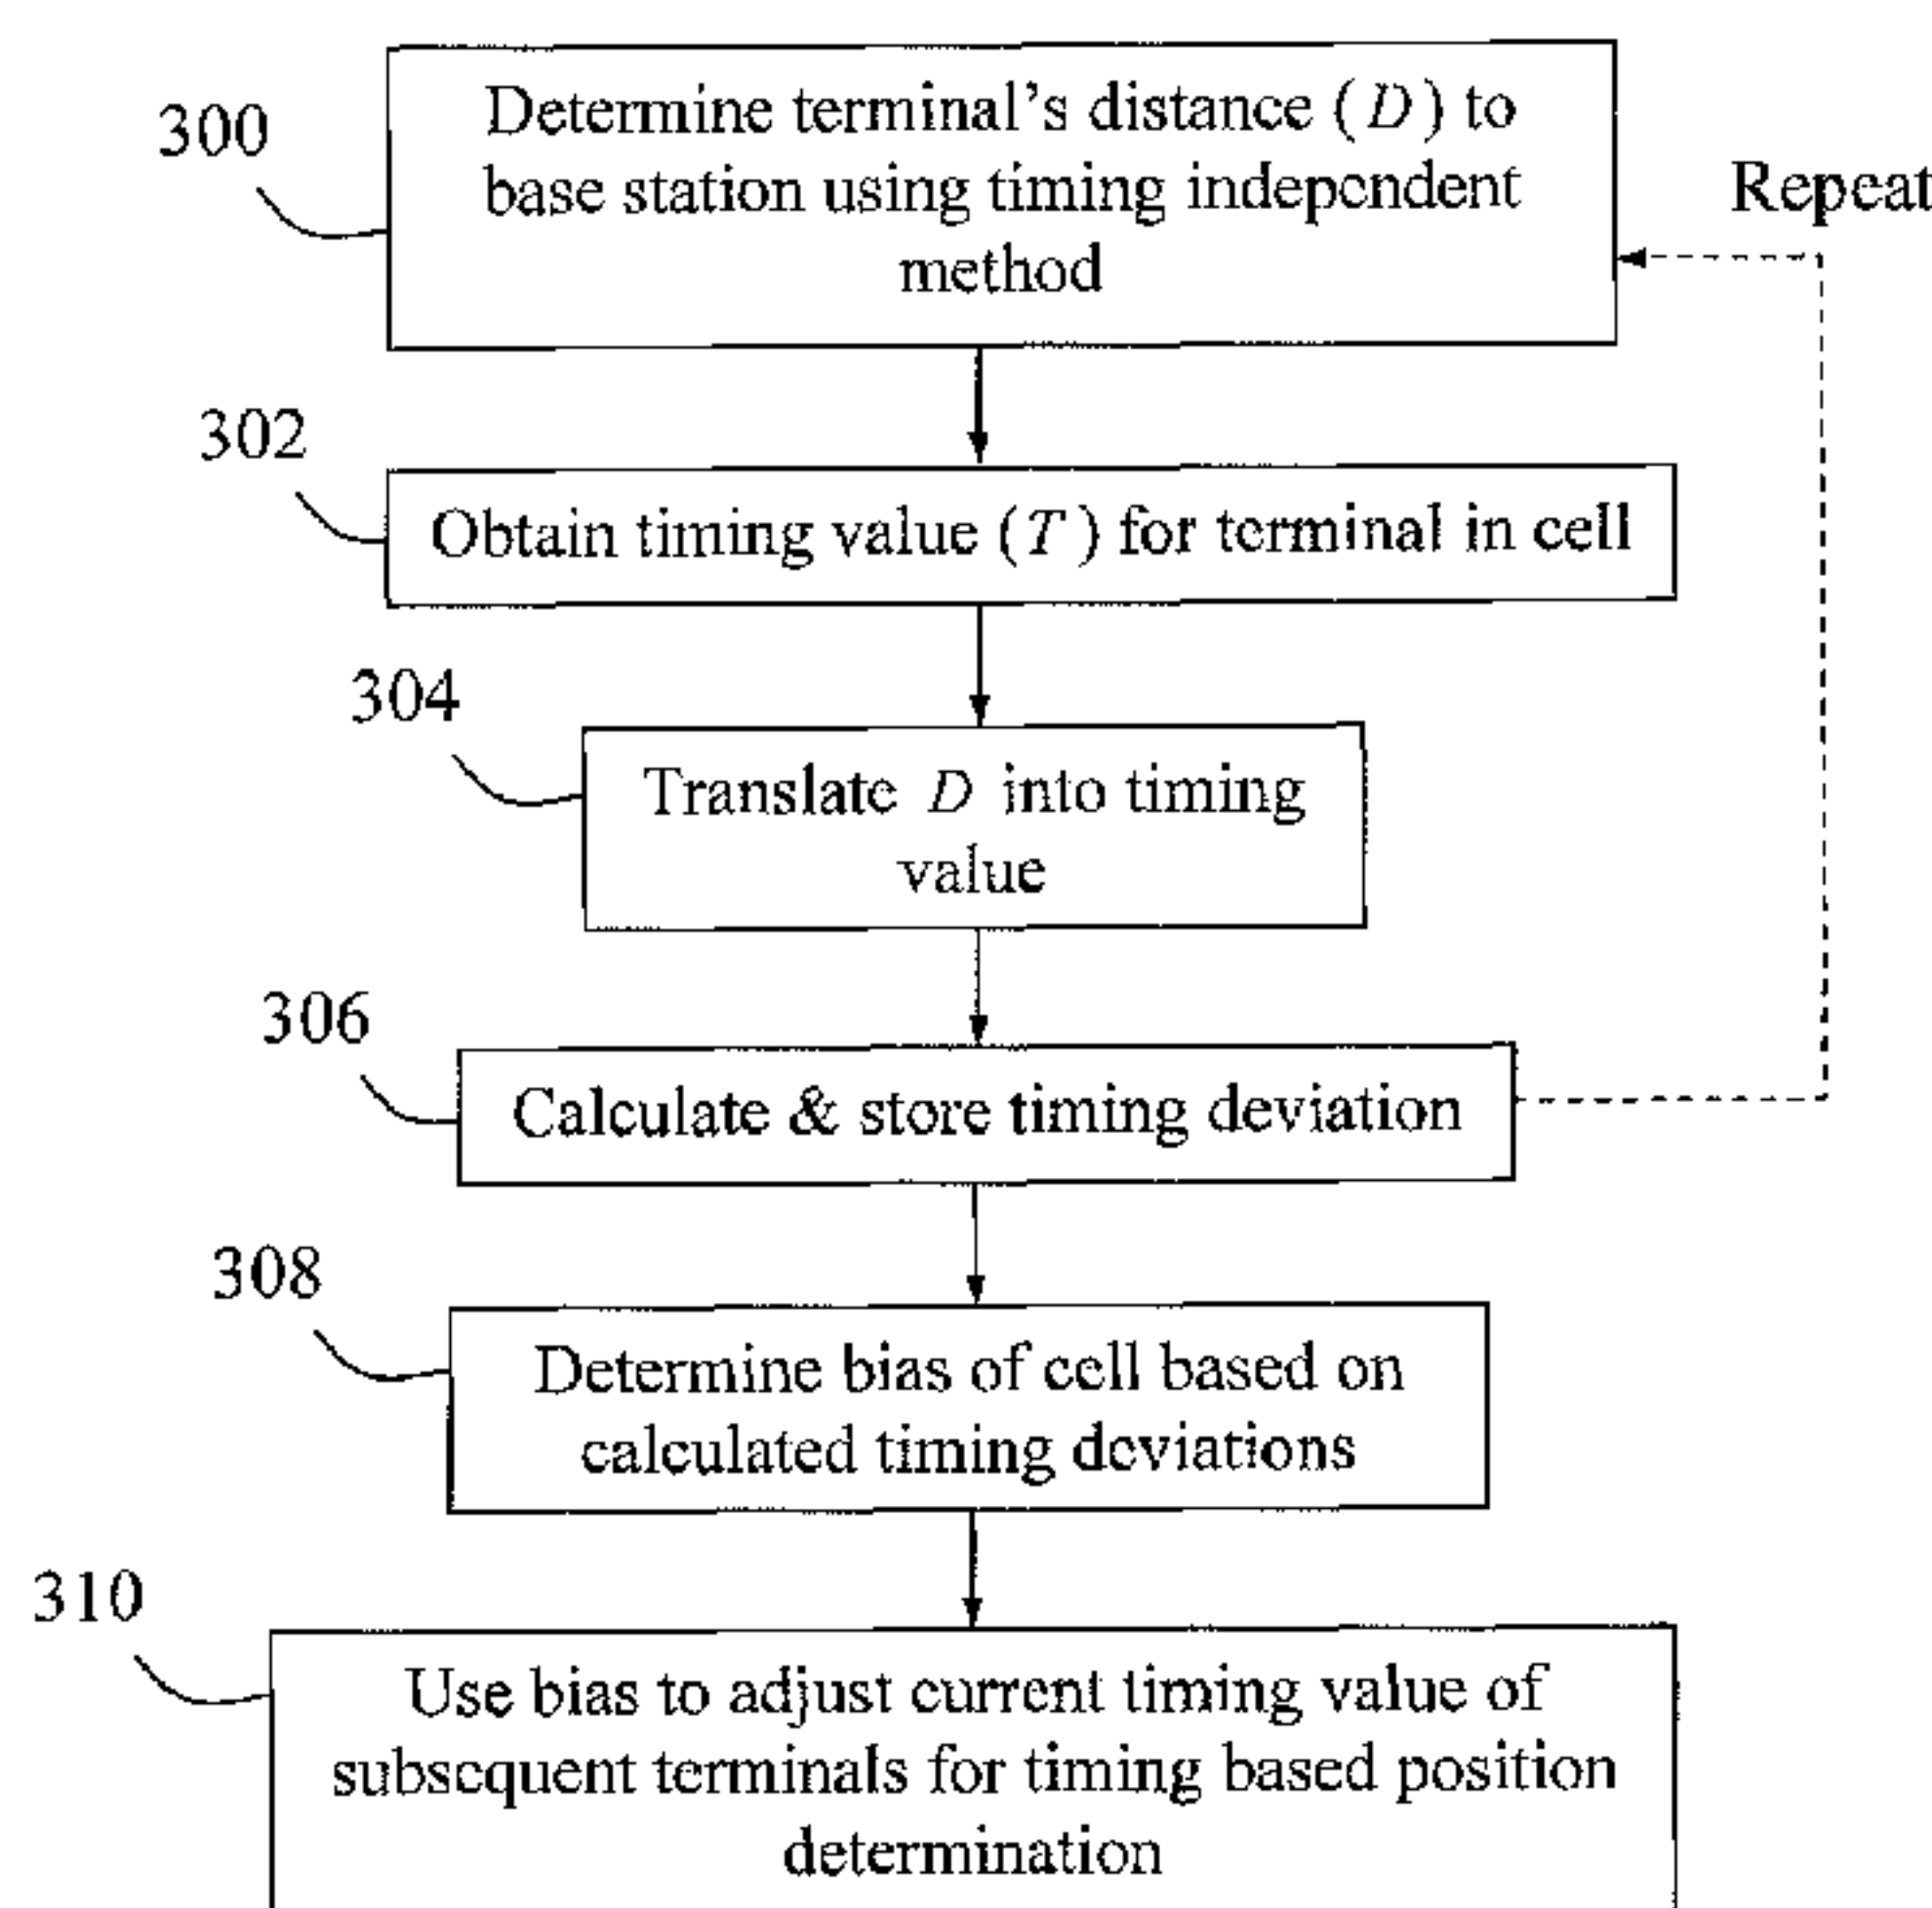 300
Determine terminal's distance (D) to
base station using timing independent
method
Repeat
302
Obtain timing value (T) for terminal in cell
304
Translate D into timing
value
306
Calculate & store timing deviation
308
Determine bias of cell based on
calculated timing deviations
310
Use bias to adjust current timing value of
subsequent terminals for timing based position
determination